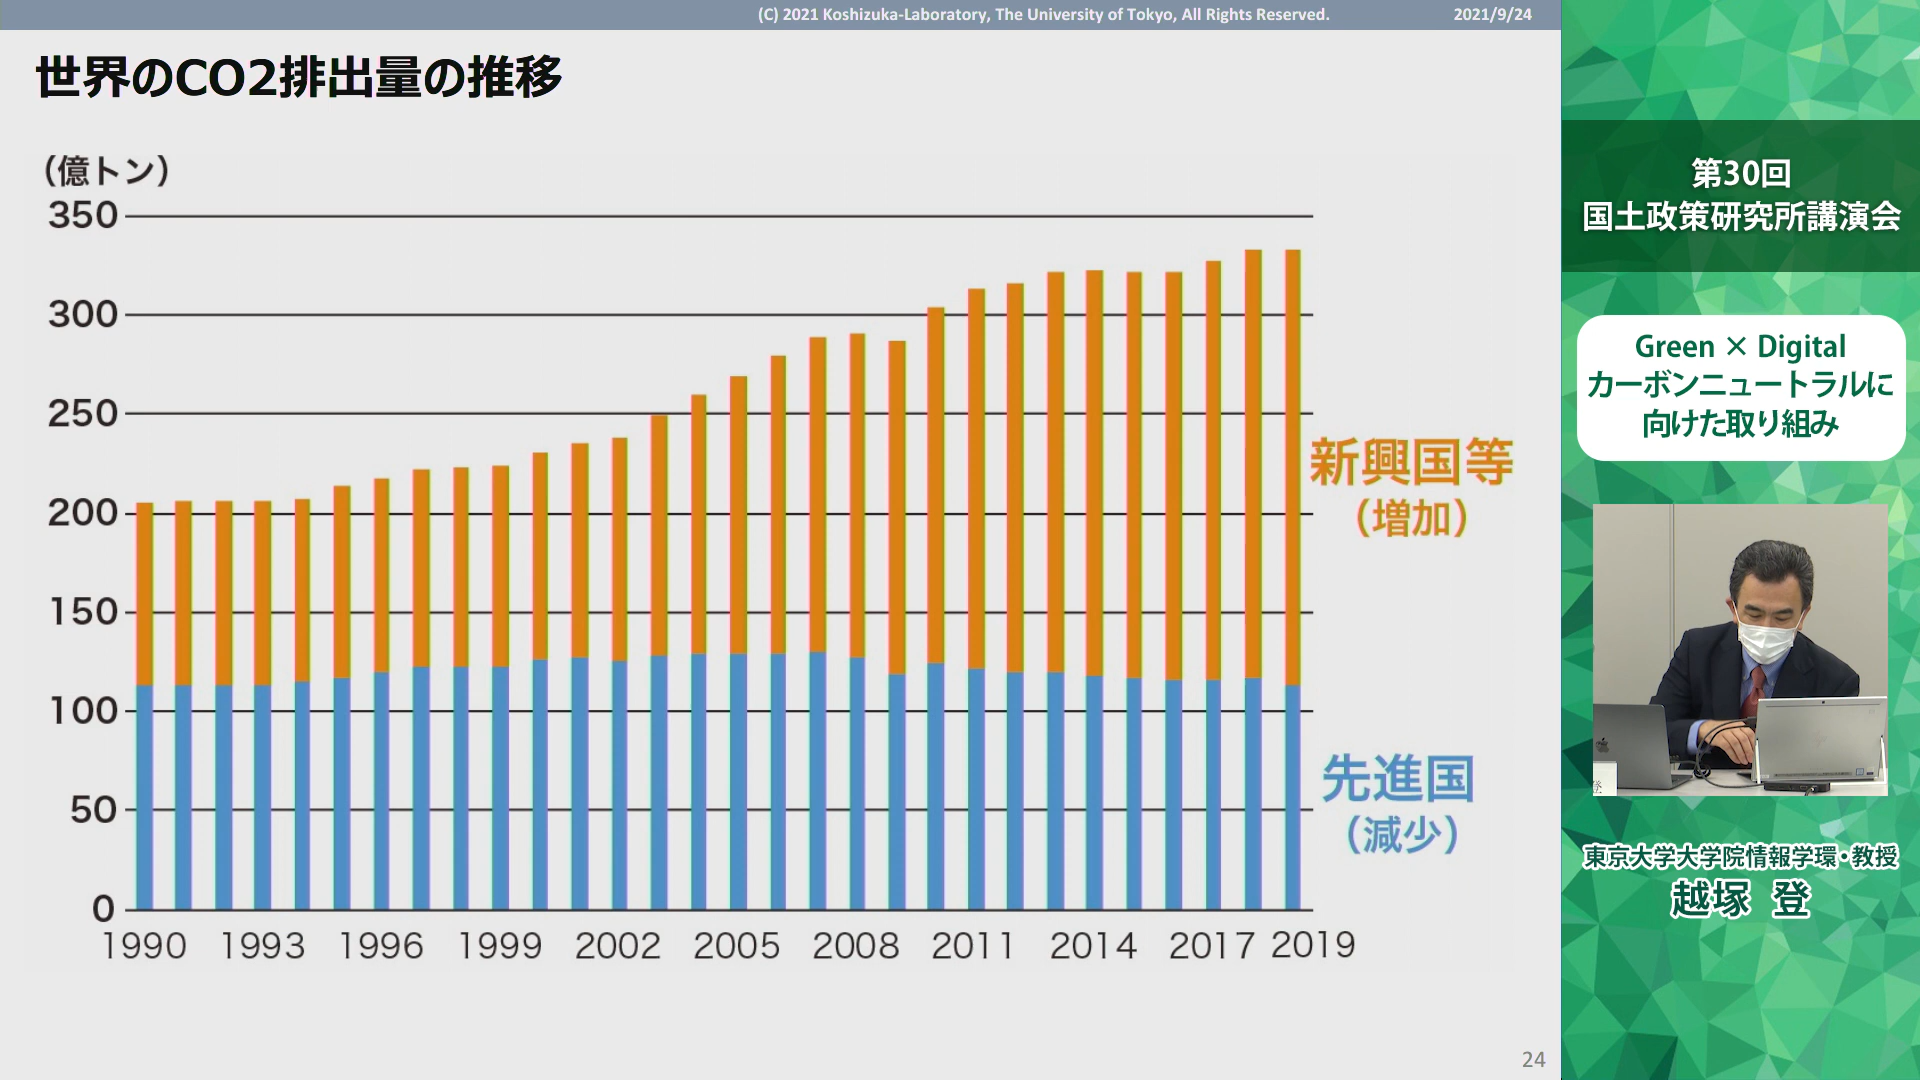 (C) 2021 Koshizuka-Laboratory, The University of Tokyo, All Rights Reserved.
2021/9/24
世界のCO2排出量の推移
（億トン）
350
300
250
200
150
100
50
0
1990 1993 1996 1999 2002 2005 2008 2011 2014 2017 2019
新興国等
（増加）
先進国
（減少）
24
第30回
国土政策研究所講演会
Green × Digital
カーボンニュートラルに
向けた取り組み
登
東京大学大学院情報学環・教授
越塚 登